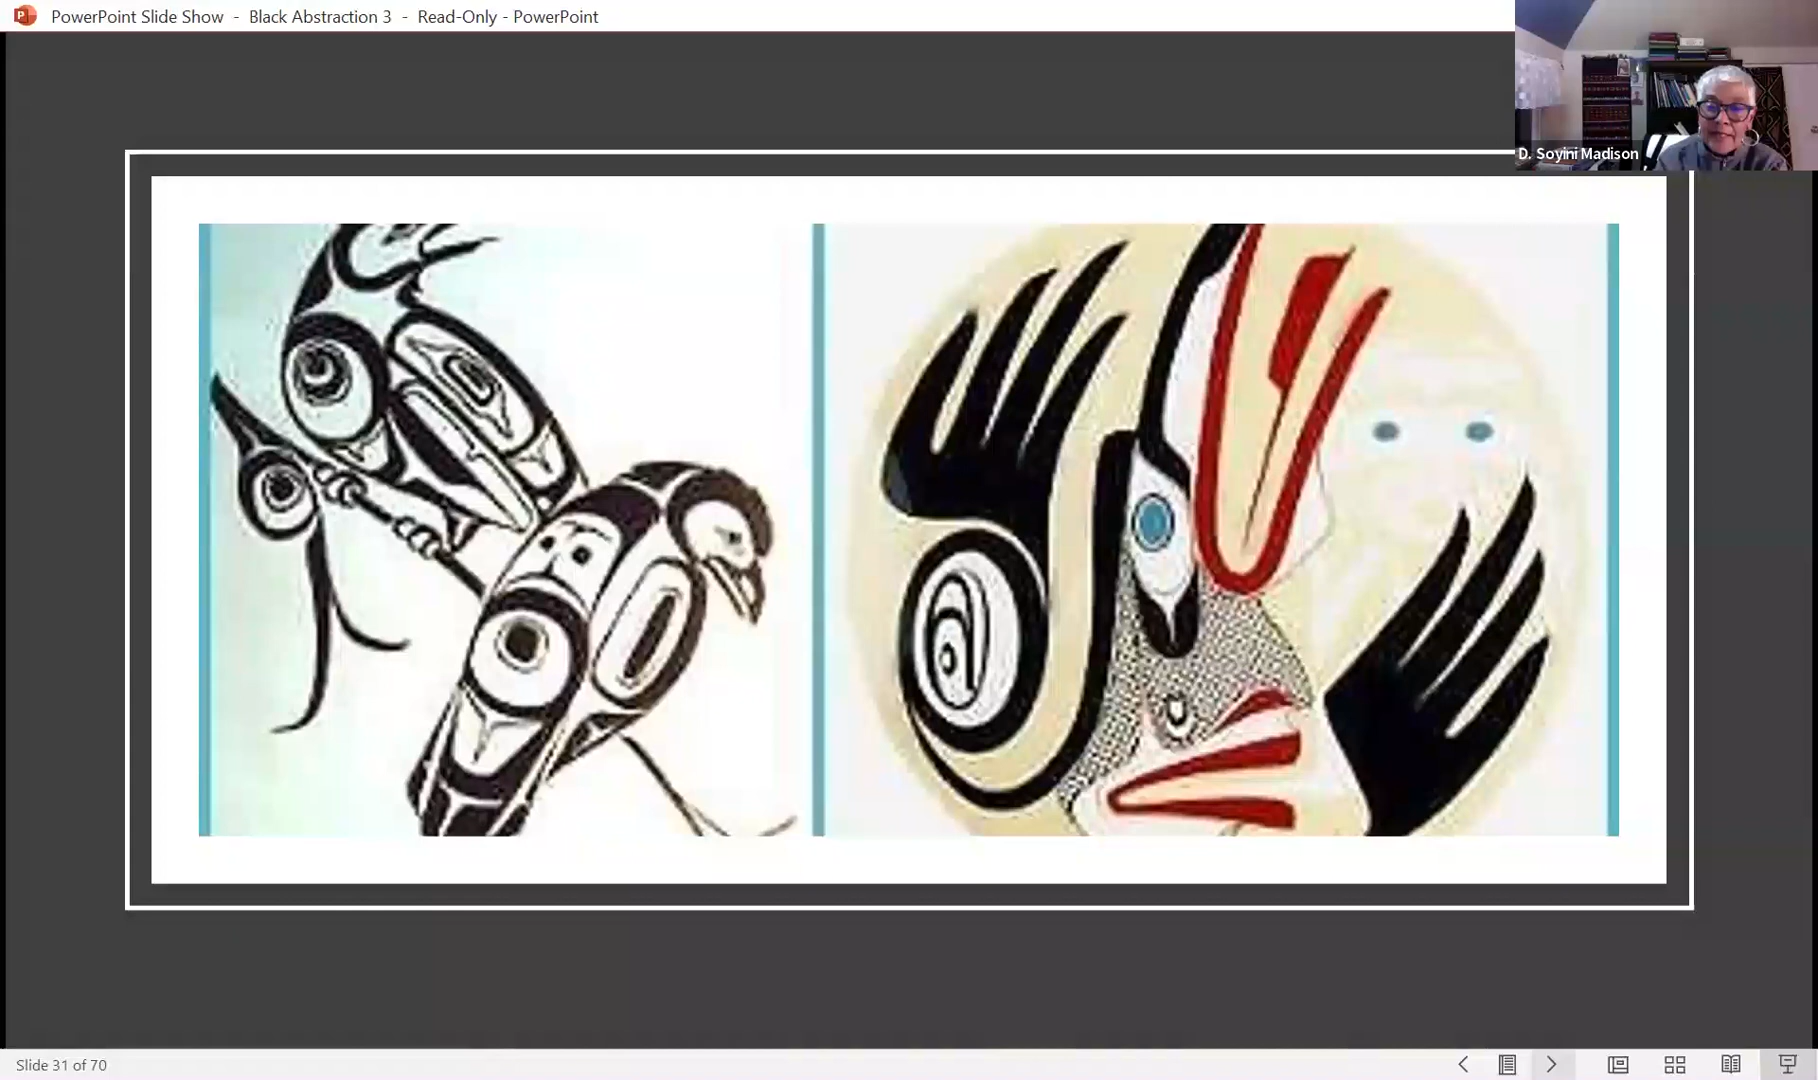 PowerPoint Slide Show - Black Abstraction 3 - Read-Only - PowerPoint
D. Soyini Madison
Slide 31 of 70